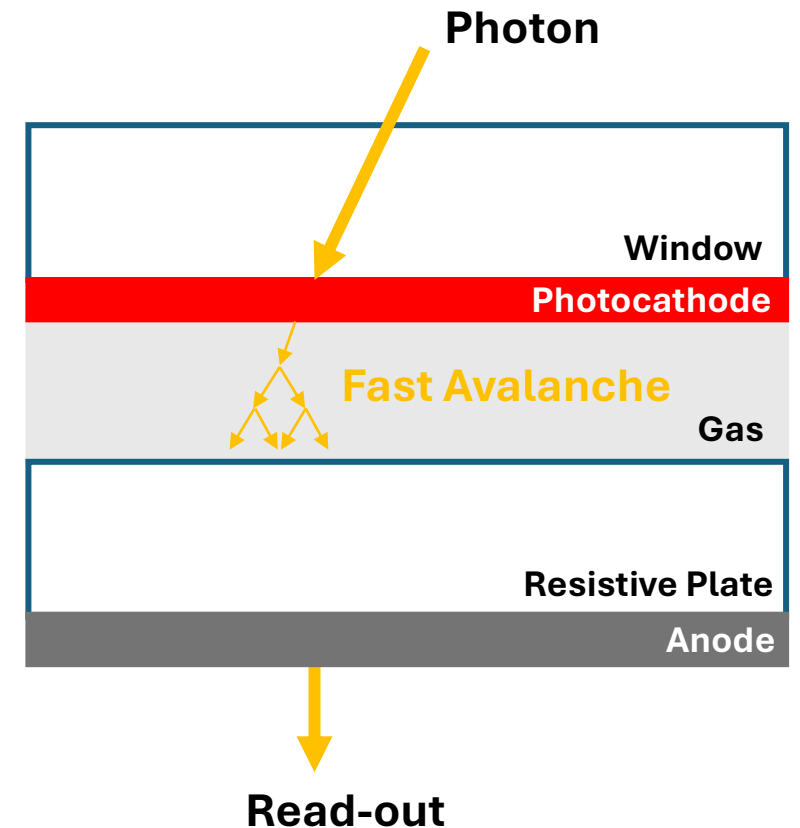 Photon
Window
Photocathode
Fast Avalanche
Gas
Resistive Plate
Anode
Read-out